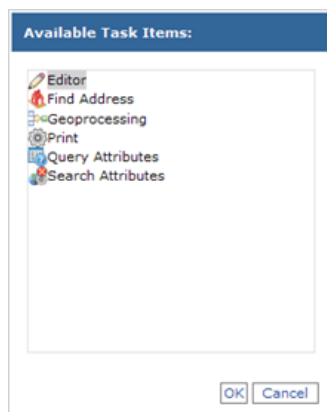 Available Task Items:
Editor
Find Address
Geoprocessing
Print
Query Attributes
Search Attributes
OK Cancel